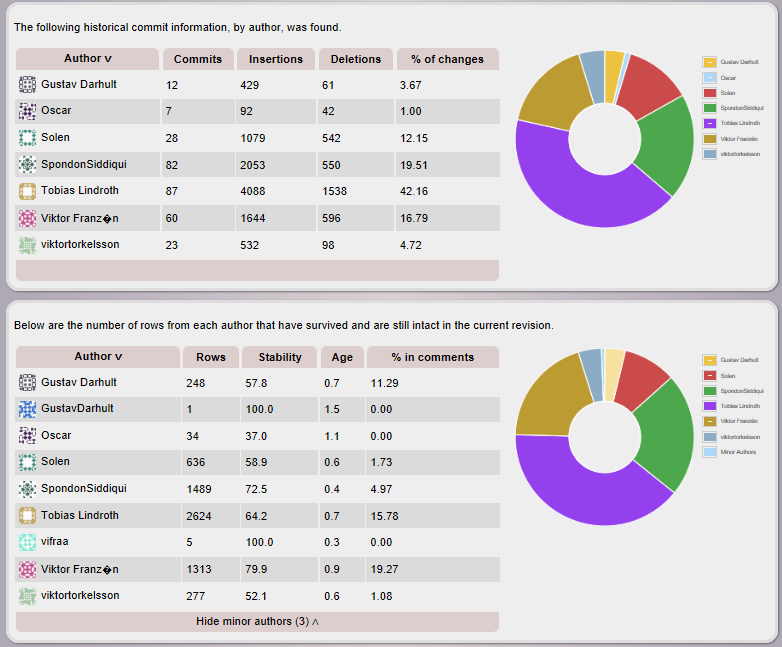 The following historical commit information, by author, was found.
Author ∨ Commits Insertions Deletions % of changes
Gustav Darhult 12 429 61 3.67
Oscar 7 92 42 1.00
Solen 28 1079 542 12.15
SpondonSiddiqui 82 2053 550 19.51
Tobias Lindroth 87 4088 1538 42.16
Viktor Franz�n 60 1644 596 16.79
viktortorkelsson 23 532 98 4.72
Gustav Darhult
Oscar
Solen
SpondonSiddiqui
Tobias Lindroth
Viktor Franzén
viktortorkelsson
Below are the number of rows from each author that have survived and are still intact in the current revision.
Author ∨ Rows Stability Age % in comments
Gustav Darhult 248 57.8 0.7 11.29
GustavDarhult 1 100.0 1.5 0.00
Oscar 34 37.0 1.1 0.00
Solen 636 58.9 0.6 1.73
SpondonSiddiqui 1489 72.5 0.4 4.97
Tobias Lindroth 2624 64.2 0.7 15.78
vifraa 5 100.0 0.3 0.00
Viktor Franz�n 1313 79.9 0.9 19.27
viktortorkelsson 277 52.1 0.6 1.08
Hide minor authors (3) ∧
Gustav Darhult
Solen
SpondonSiddiqui
Tobias Lindroth
Viktor Franzén
viktortorkelsson
Minor Authors